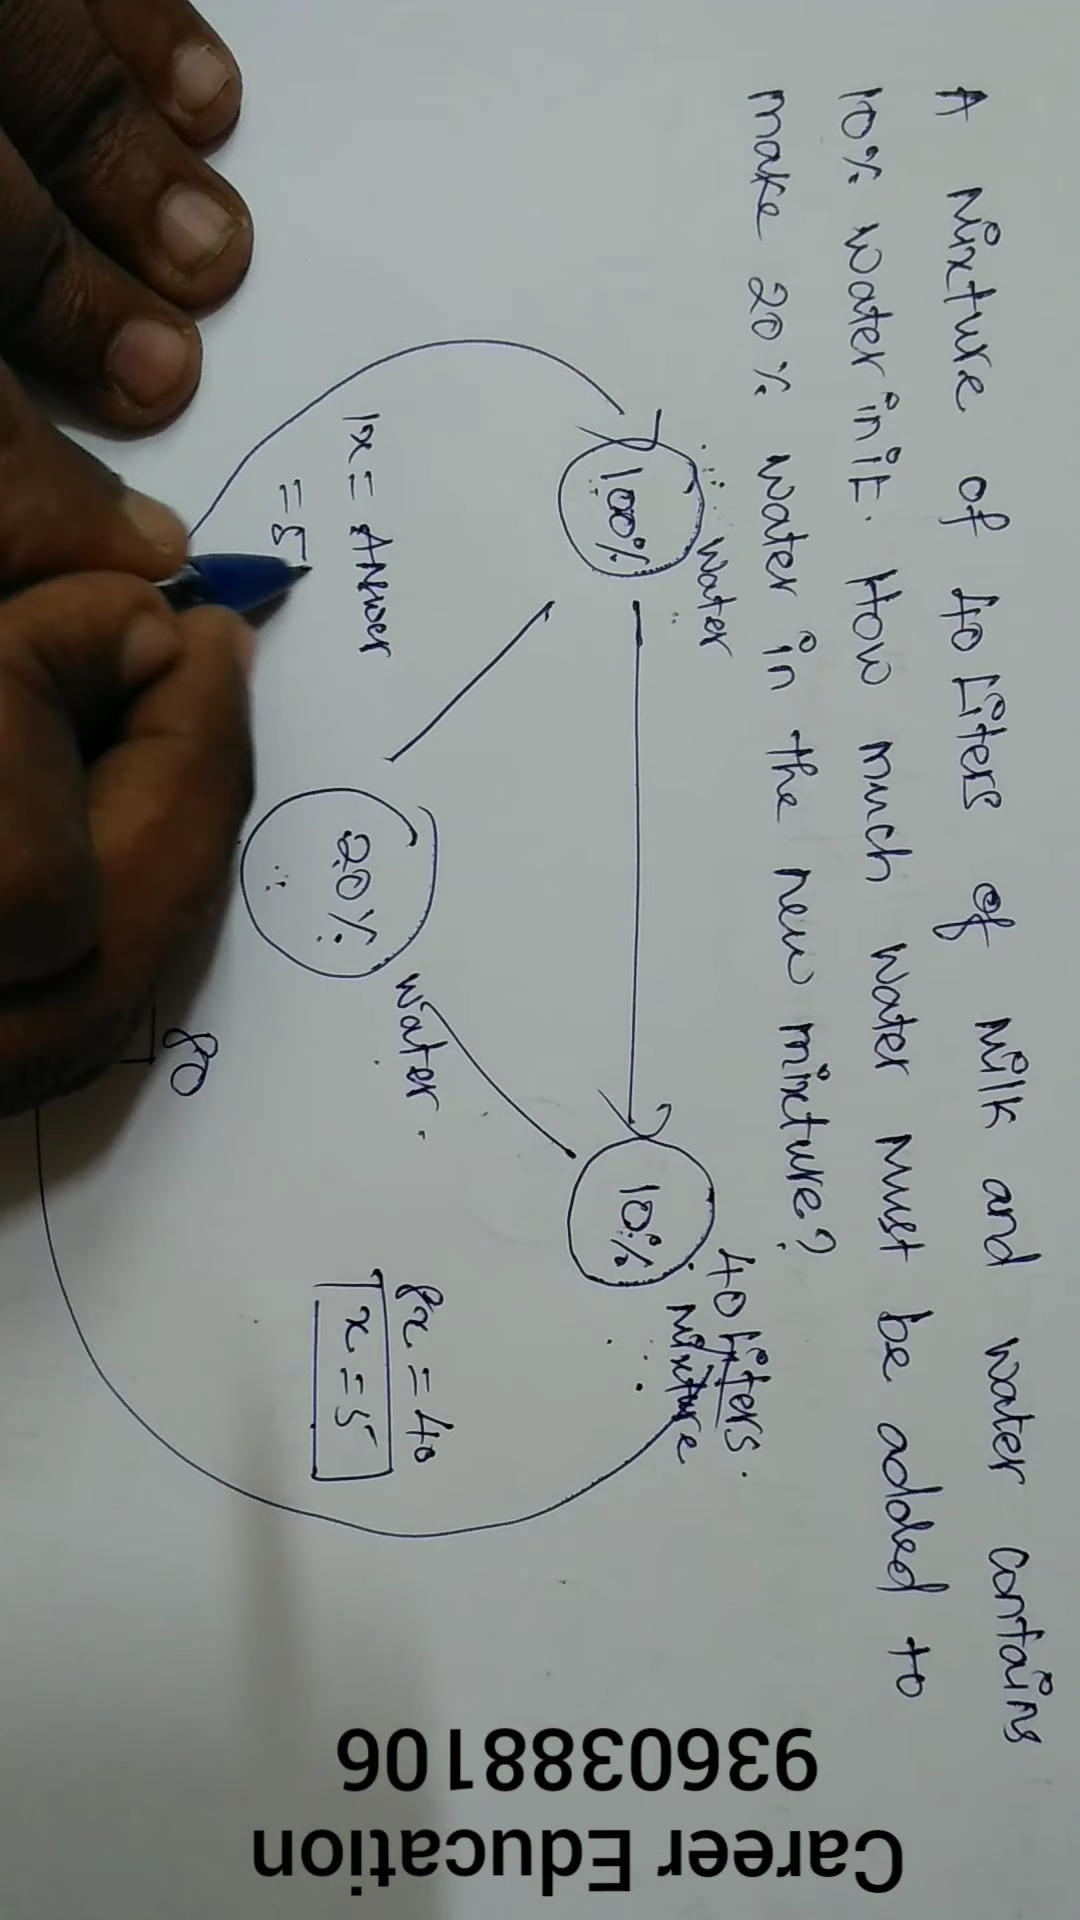 A Mixture of 40 Liters of Milk and water contains
10% water in it. How much water must be added to
make 20% water in the new mixture?
Water
100%
40 Liters.
Mixture
10%
20%
water.
1x = Answer
= 5
8x = 40
x = 5
80
Career Education
9360388106